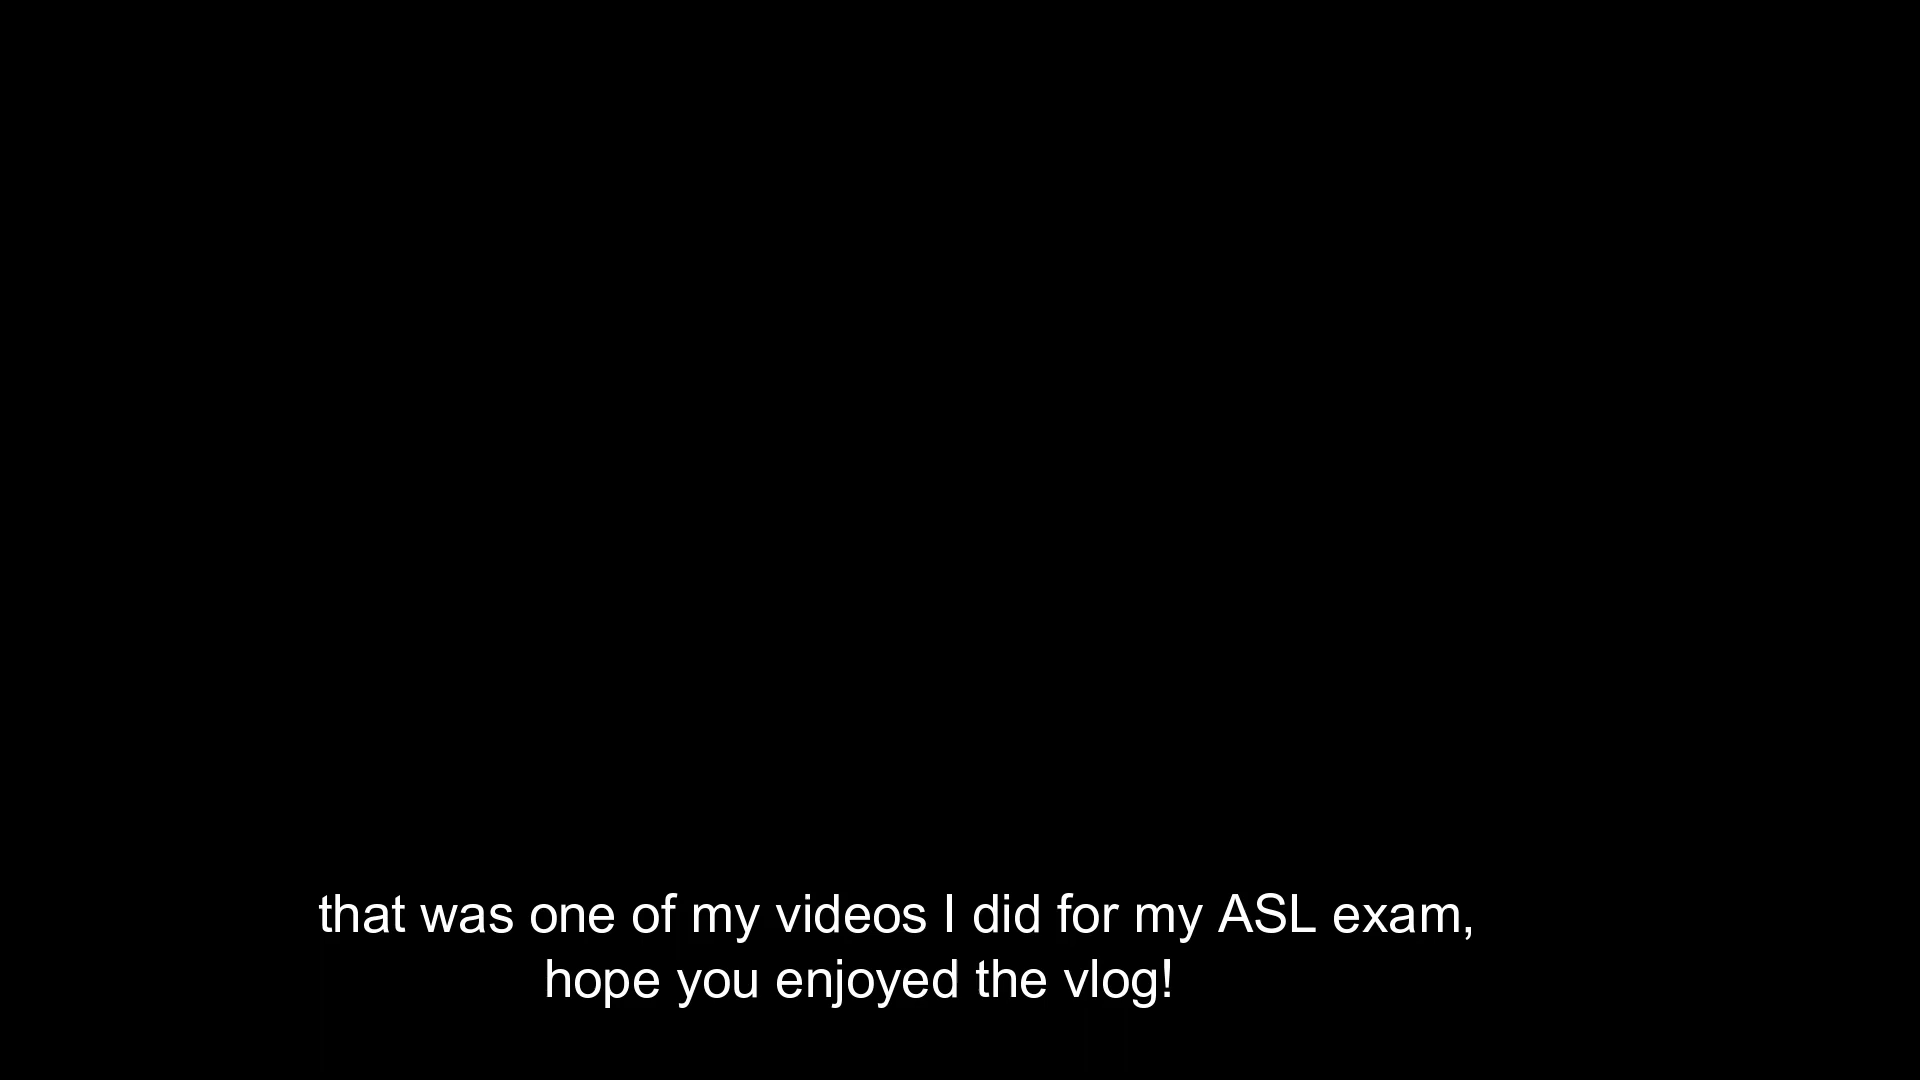 that was one of my videos I did for my ASL exam,
hope you enjoyed the vlog!